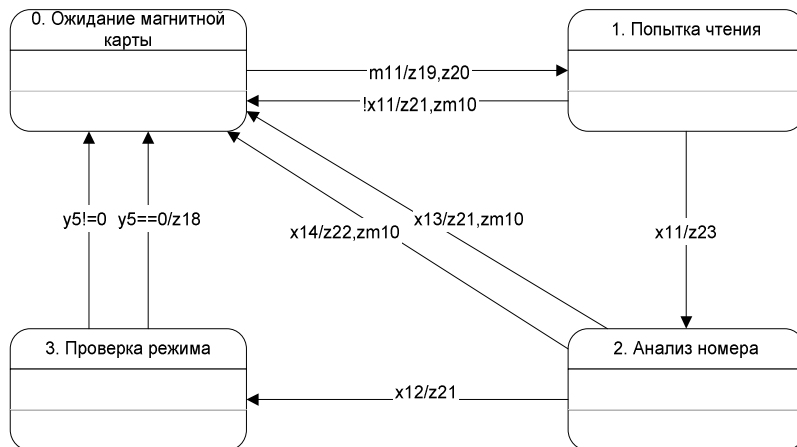 0. Ожидание магнитной
карты
1. Попытка чтения
m11/z19,z20
!x11/z21,zm10
y5!=0
y5==0/z18
x14/z22,zm10
x13/z21,zm10
x11/z23
3. Проверка режима
2. Анализ номера
x12/z21